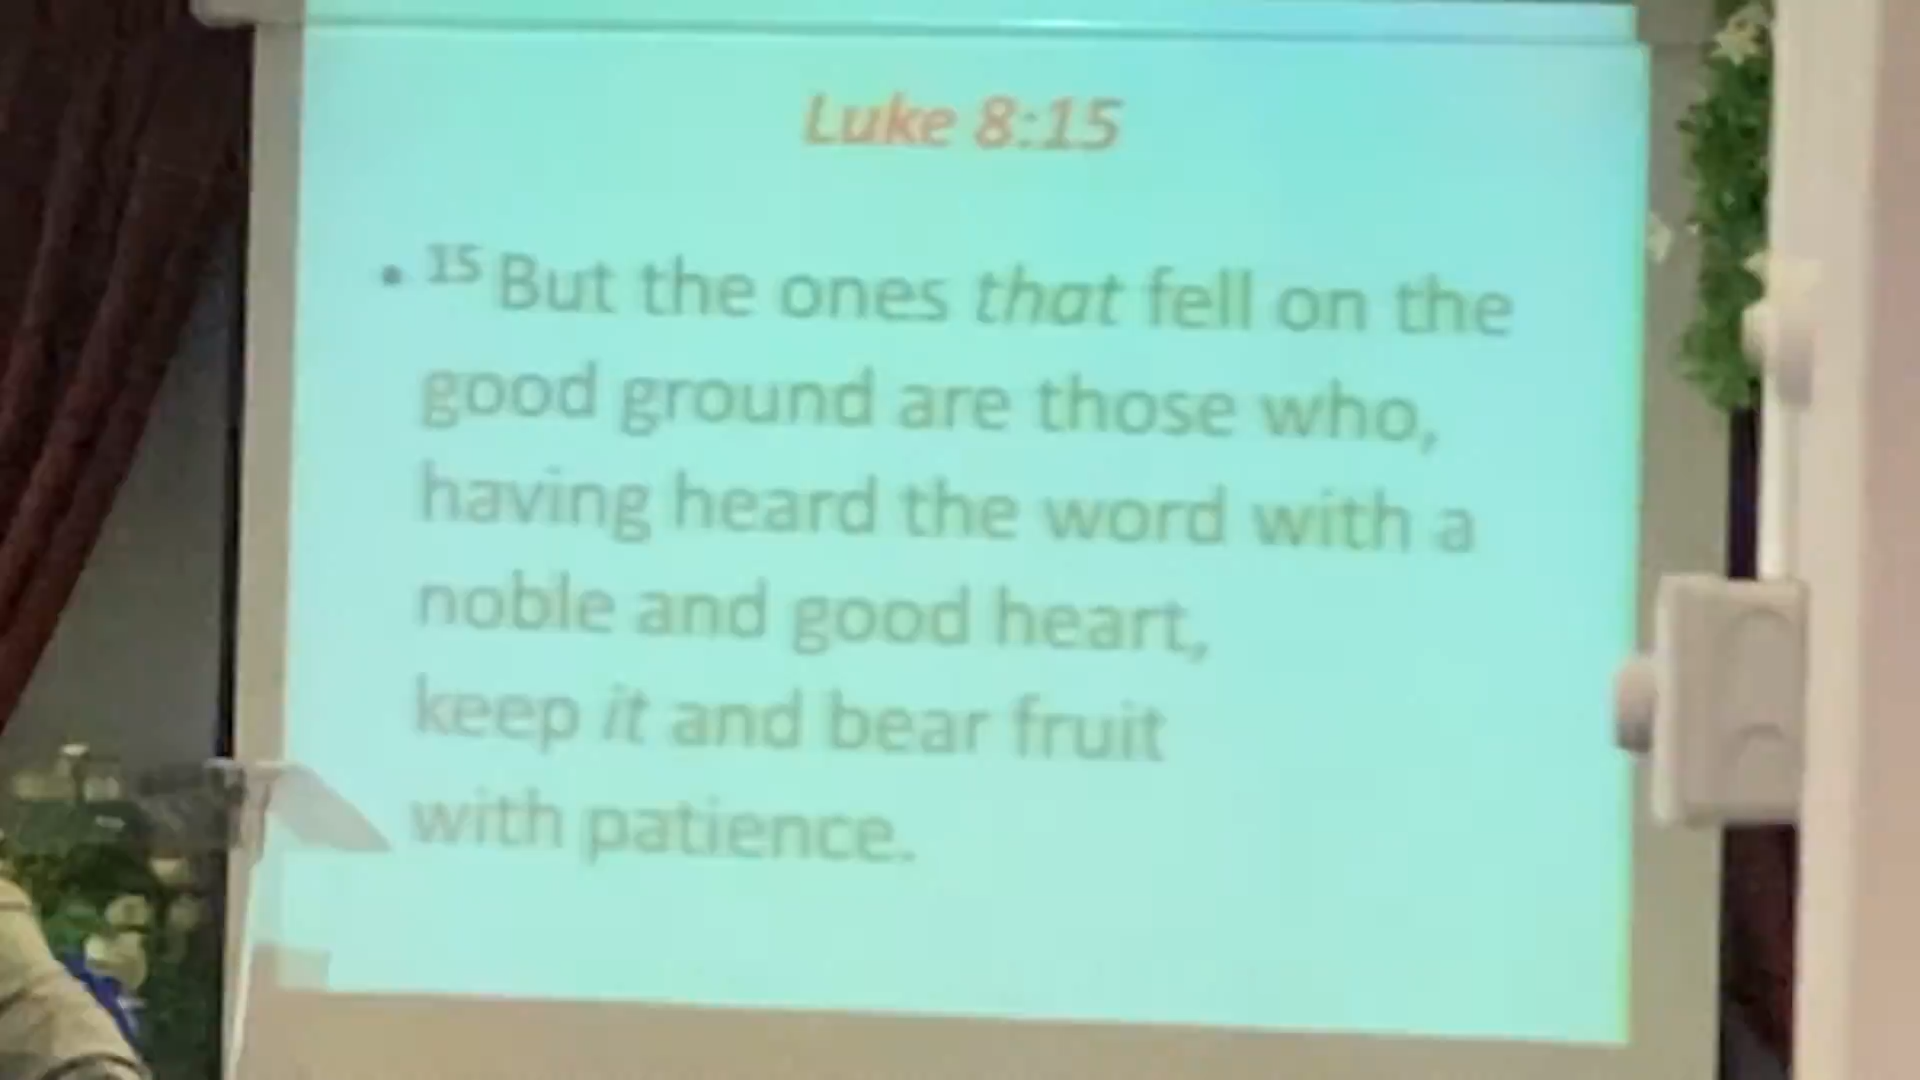 Luke 8:15
• 15 But the ones that fell on the
good ground are those who,
having heard the word with a
noble and good heart,
keep it and bear fruit
with patience.